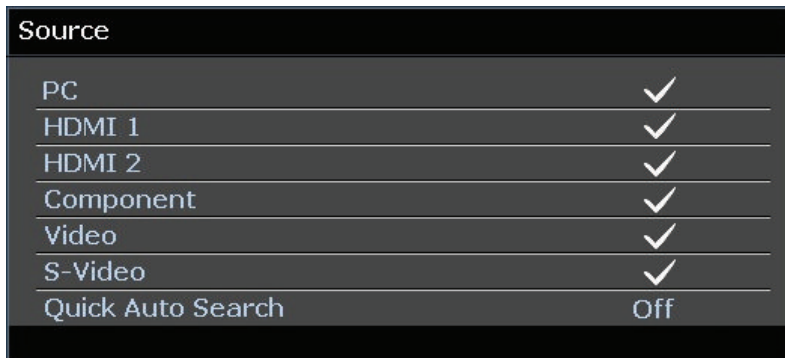 Source
PC
HDMI 1
HDMI 2
Component
Video
S-Video
Quick Auto Search Off